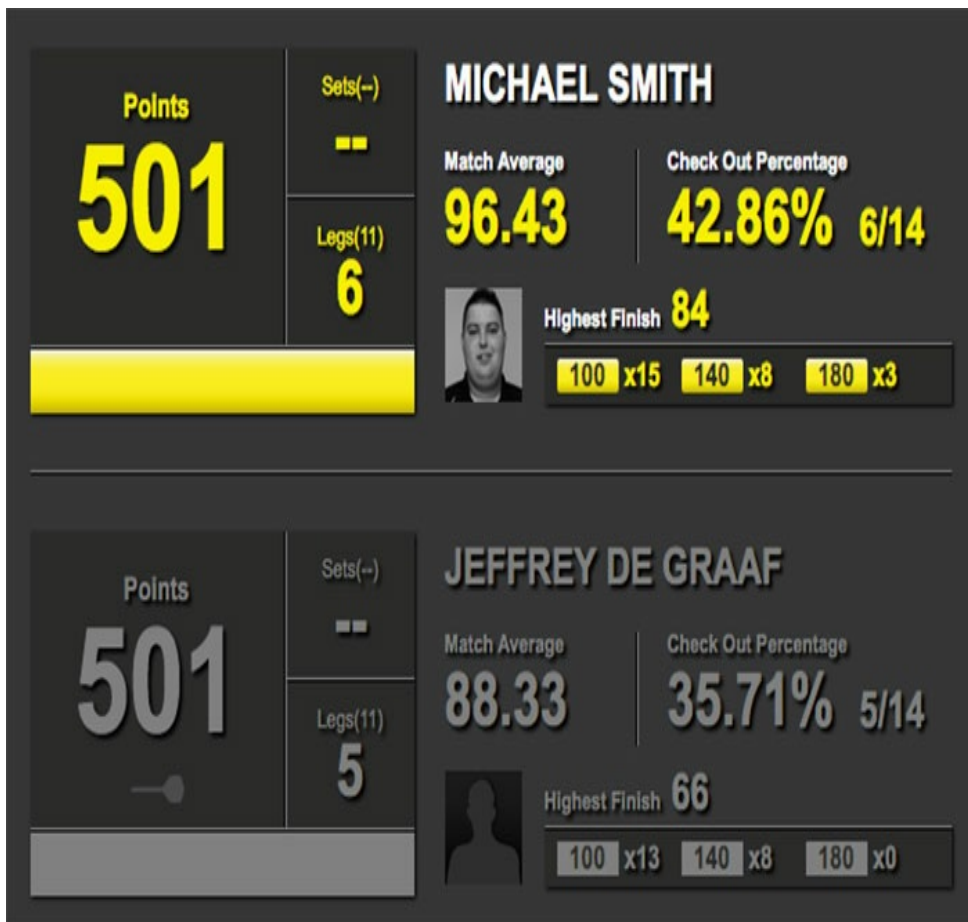 MICHAEL SMITH
Points
501
Sets(--)
--
Legs(11)
6
Match Average
96.43
Check Out Percentage
42.86% 6/14
Highest Finish 84
100 x15 140 x8 180 x3
JEFFREY DE GRAAF
Points
501
Sets(--)
--
Legs(11)
5
Match Average
88.33
Check Out Percentage
35.71% 5/14
Highest Finish 66
100 x13 140 x8 180 x0